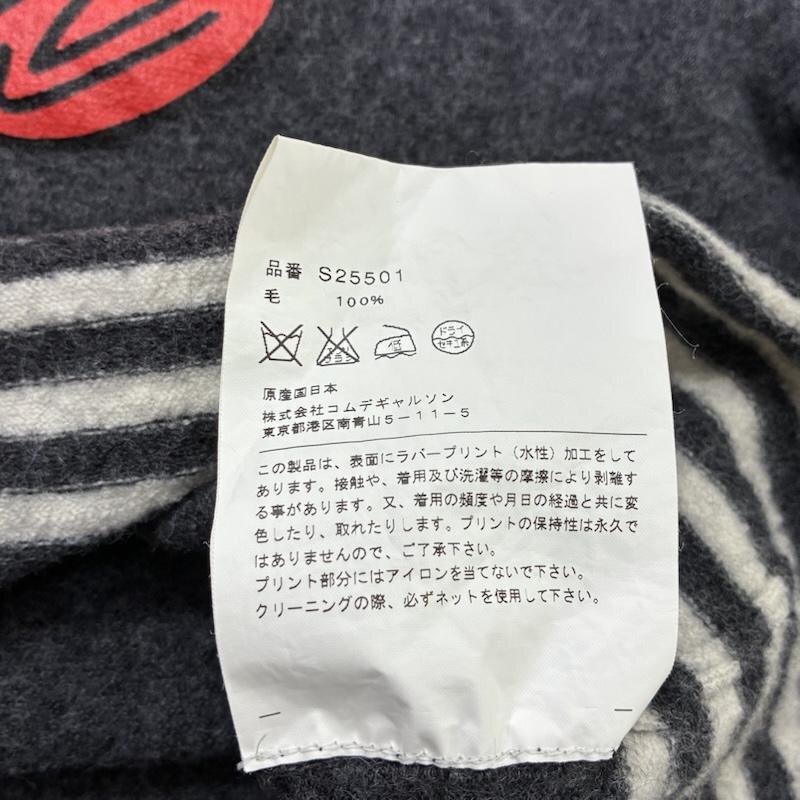 品番 S25501
毛 100%
エンソ サラシ 低 ドライ セキユ系
原産国日本
株式会社コムデギャルソン
東京都港区南青山5-11-5
この製品は、表面にラバープリント（水性）加工をして
あります。接触や、着用及び洗濯等の摩擦により剥離す
る事があります。又、着用の頻度や月日の経過と共に変
色したり、取れたりします。プリントの保持性は永久で
はありませんので、ご了承下さい。
プリント部分にはアイロンを当てないで下さい。
クリーニングの際、必ずネットを使用して下さい。